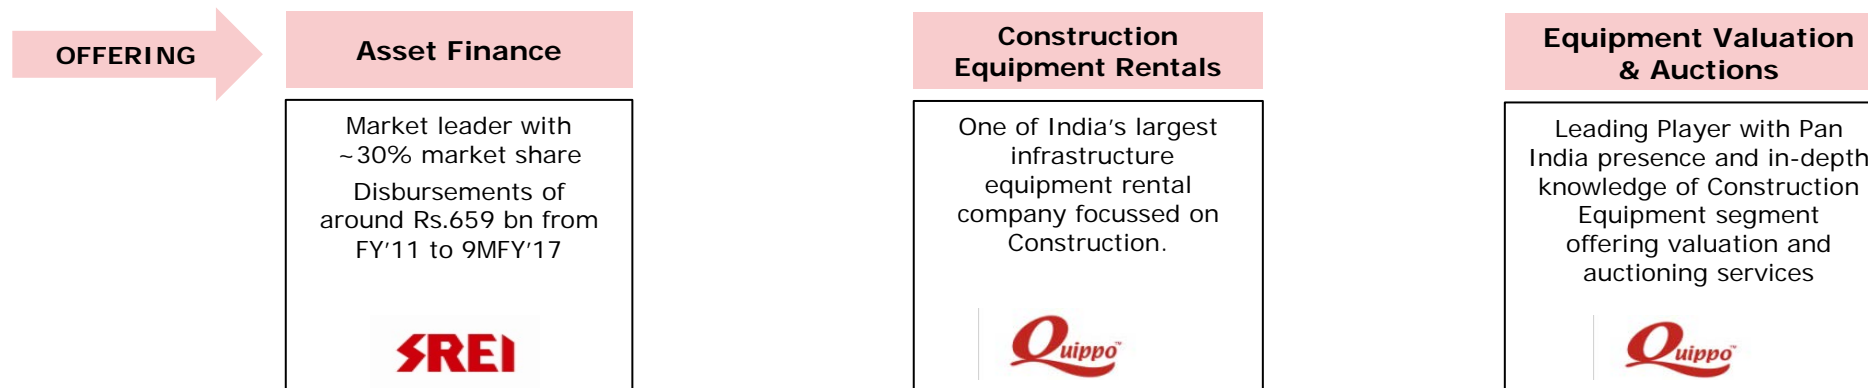 OFFERING
Asset Finance
Market leader with
~30% market share
Disbursements of
around Rs.659 bn from
FY'11 to 9MFY'17
SREI
Construction
Equipment Rentals
One of India's largest
infrastructure
equipment rental
company focussed on
Construction.
Quippo™
Equipment Valuation
& Auctions
Leading Player with Pan
India presence and in-depth
knowledge of Construction
Equipment segment
offering valuation and
auctioning services
Quippo™